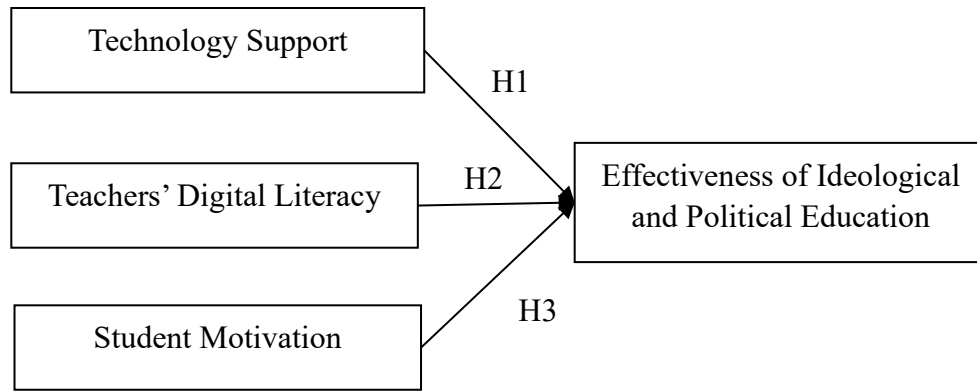 Technology Support
H1
Teachers’ Digital Literacy
H2
Effectiveness of Ideological
and Political Education
H3
Student Motivation